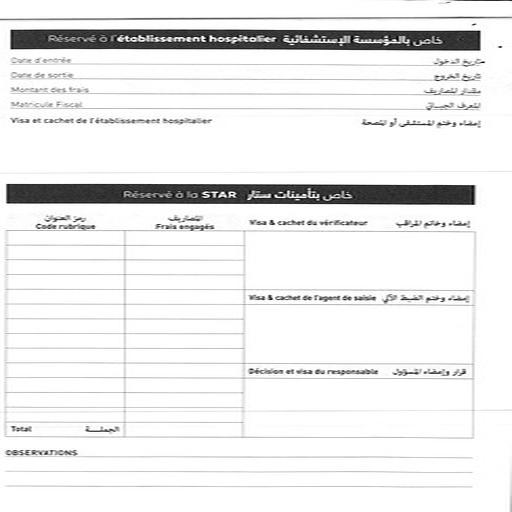 Réservé à l'établissement hospitalier خاص بالمؤسسة الإستشفائية
Date d'entrée تاريخ الدخول
Date de sortie تاريخ الخروج
Montant des frais مقدار المصاريف
Matricule Fiscal المعرف الجبائي
Visa et cachet de l'établissement hospitalier إمضاء وختم المستشفى أو المصحة
Réservé à la STAR خاص بتأمينات ستار
رمز العنوان المصاريف
Code rubrique Frais engagés Visa & cachet du vérificateur إمضاء وخاتم المراقب
Visa & cachet de l'agent de saisie إمضاء وختم الضبط الآلي
Décision et visa du responsable قرار وإمضاء المسؤول
Total الجملة
OBSERVATIONS